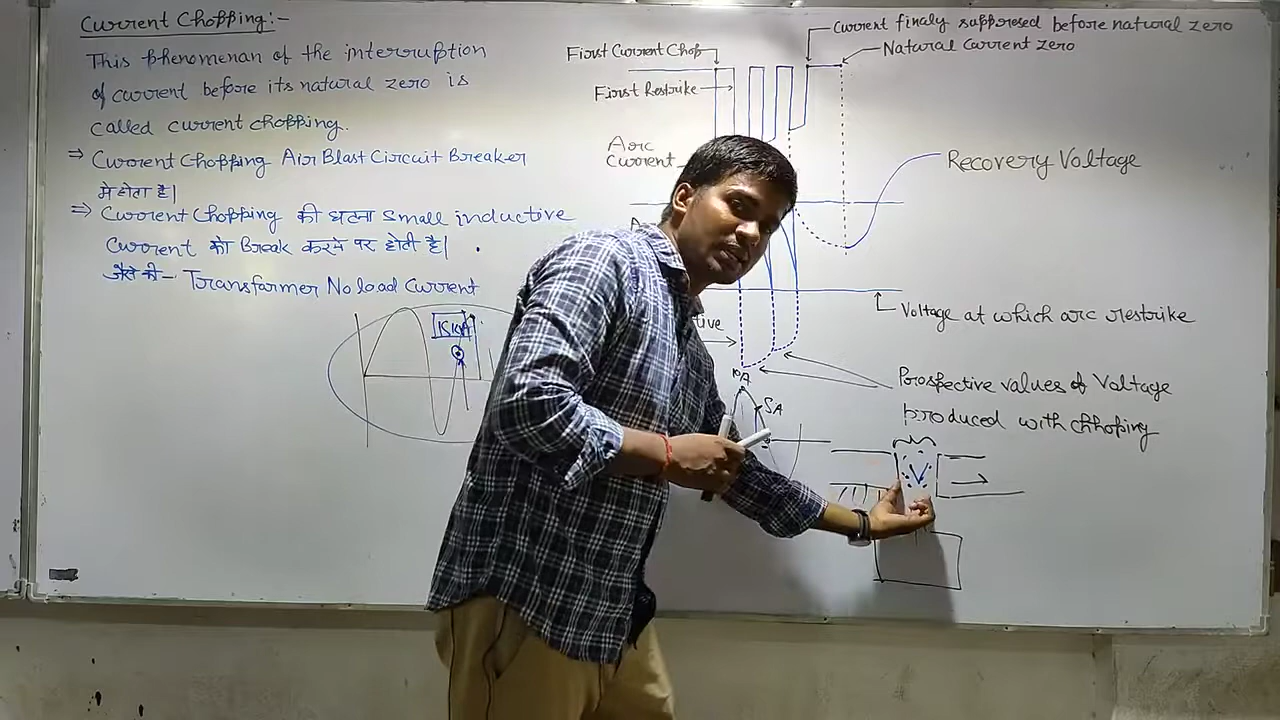 Current Chopping:-
This phenomenan of the interruption
of current before its natural zero is
called current chopping.
⇒ Current Chopping Air Blast Circuit Breaker
मे होता है।
⇒ Current Chopping की घटना small inductive
Current को Break करने पर होती है।
जैसे की- Transformer No load Current
First Current Chop
First Restrike
Arc
Current
Current finaly suppresed before natural zero
Natural Current zero
Recovery Voltage
Voltage at which arc restrike
Prospective values of Voltage
produced with chhoping
10A
5A
V